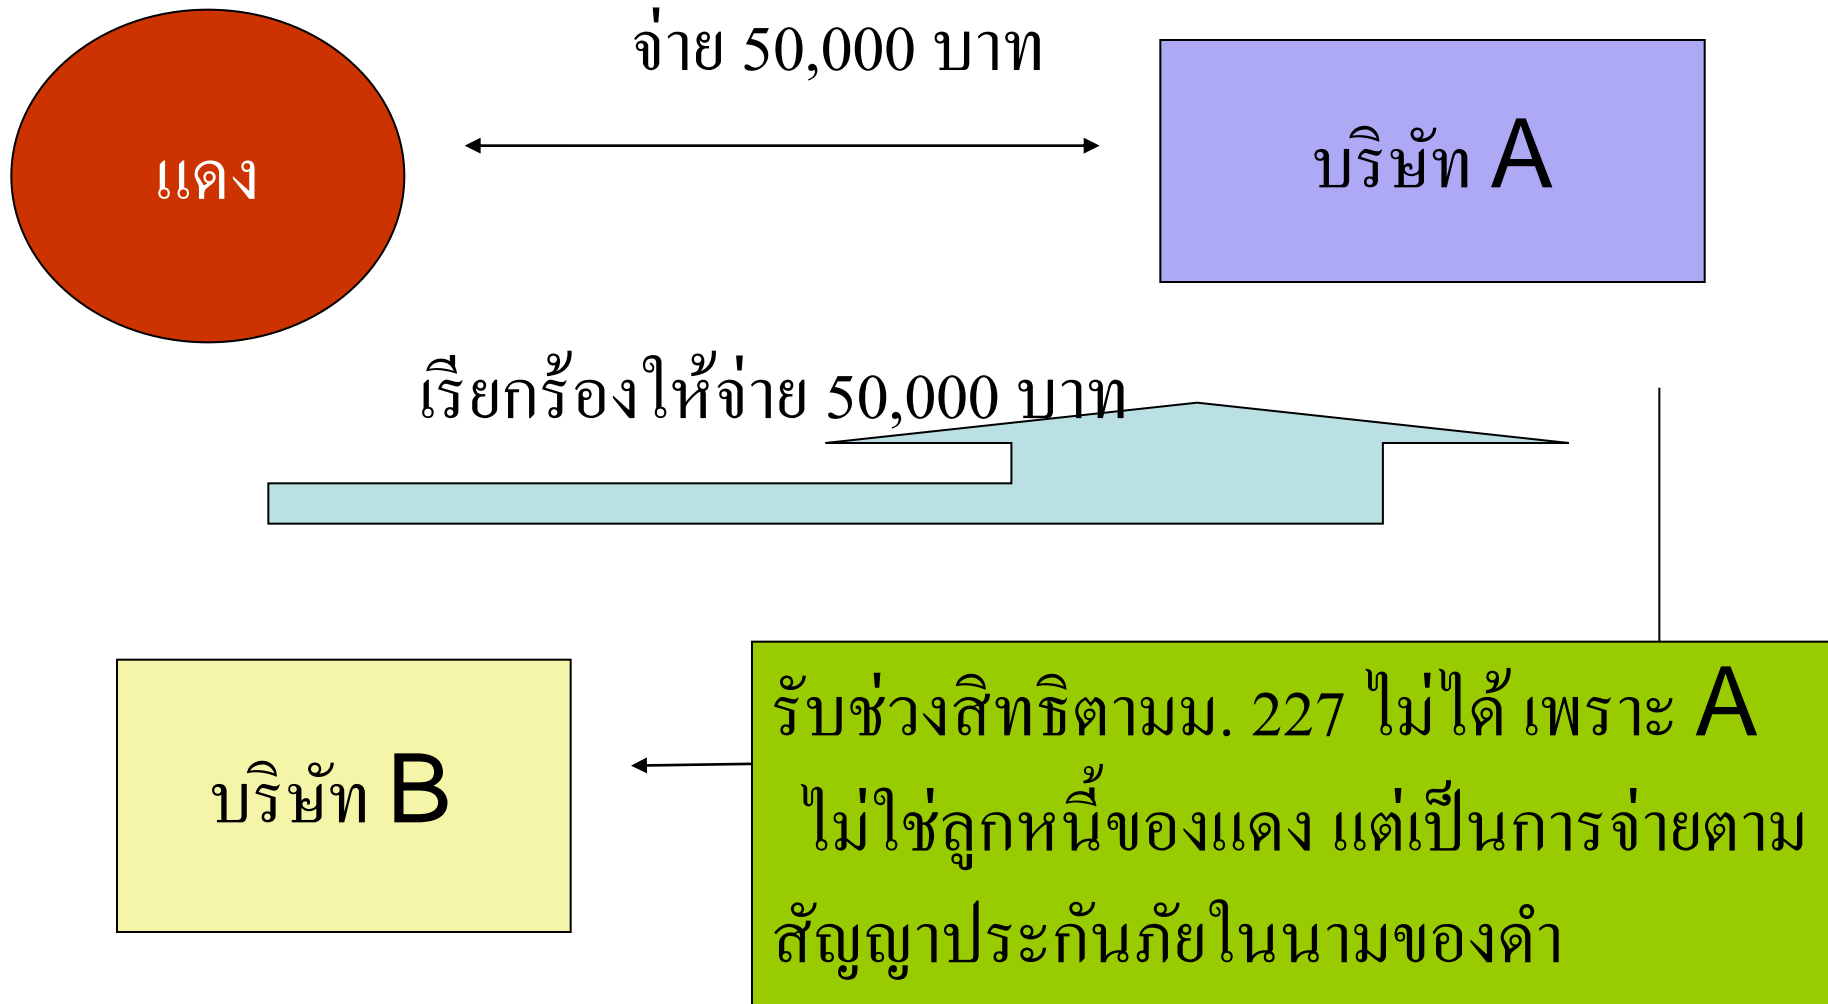 จ่าย 50,000 บาท
แดง
บริษัท A
เรียกร้องให้จ่าย 50,000 บาท
บริษัท B
รับช่วงสิทธิตามม. 227 ไม่ได้ เพราะ A
ไม่ใช่ลูกหนี้ของแดง แต่เป็นการจ่ายตาม
สัญญาประกันภัยในนามของดำ